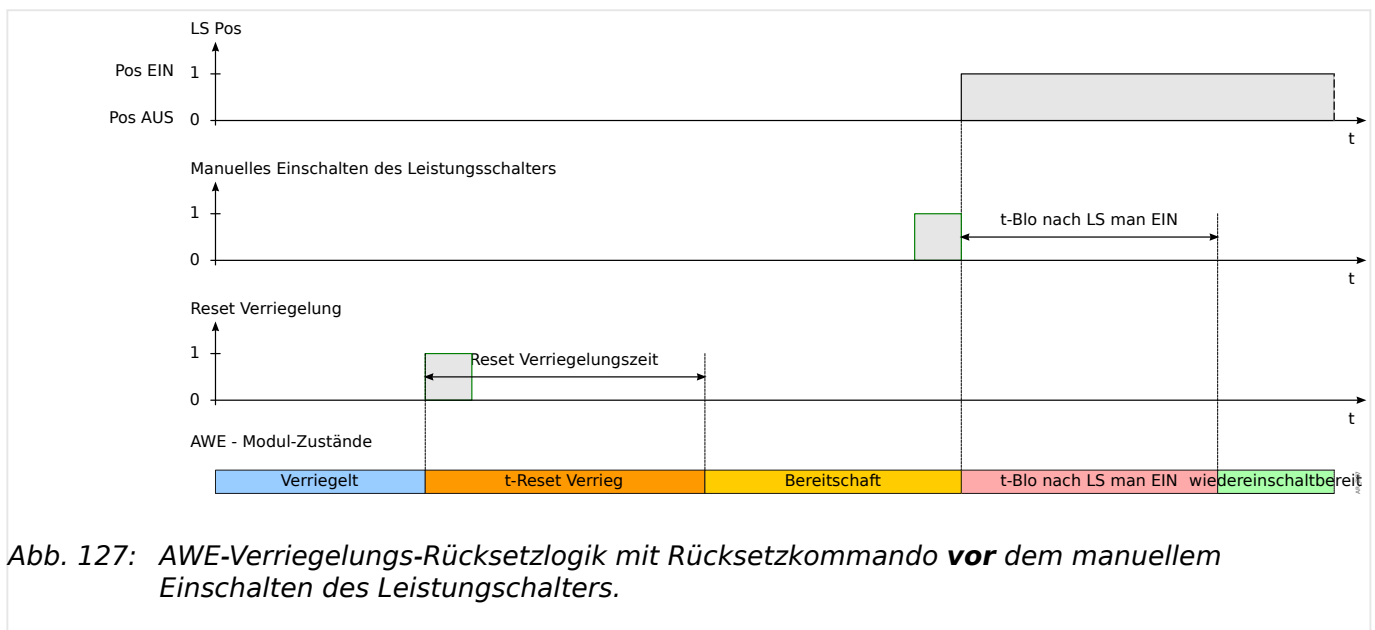 LS Pos
Pos EIN 1
Pos AUS 0
t
Manuelles Einschalten des Leistungsschalters
1
t-Blo nach LS man EIN
0
t
Reset Verriegelung
1
Reset Verriegelungszeit
0
t
AWE - Modul-Zustände
Verriegelt t-Reset Verrieg Bereitschaft t-Blo nach LS man EIN wiedereinschaltbereit
Abb. 127: AWE-Verriegelungs-Rücksetzlogik mit Rücksetzkommando vor dem manuellem
Einschalten des Leistungschalters.